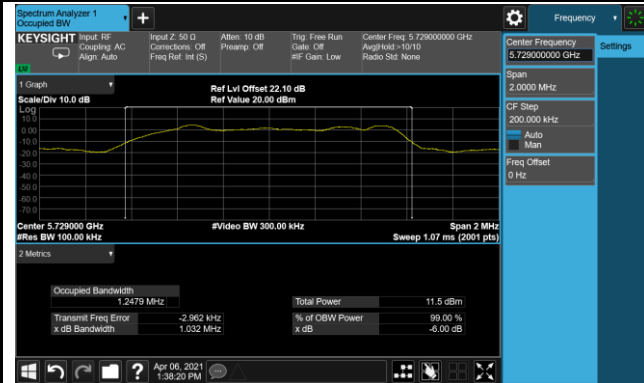 Spectrum Analyzer 1
Occupied BW
+
Frequency
KEYSIGHT
Input: RF
Coupling: AC
Align: Auto
Input Z: 50 Ω
Corrections: Off
Freq Ref: Int (S)
Atten: 10 dB
Preamp: Off
Trig: Free Run
Gate: Off
#IF Gain: Low
Center Freq: 5.729000000 GHz
Avg|Hold:>10/10
Radio Std: None
Center Frequency
5.729000000 GHz
Settings
Span
2.0000 MHz
CF Step
200.000 kHz
Auto
Man
Freq Offset
0 Hz
1 Graph
Scale/Div 10.0 dB
Ref Lvl Offset 22.10 dB
Ref Value 20.00 dBm
Log
10.0
0.00
-10.0
-20.0
-30.0
-40.0
-50.0
-60.0
-70.0
Center 5.729000 GHz
#Res BW 100.00 kHz
#Video BW 300.00 kHz
Span 2 MHz
Sweep 1.07 ms (2001 pts)
2 Metrics
Occupied Bandwidth
1.2479 MHz
Total Power 11.5 dBm
Transmit Freq Error -2.962 kHz
% of OBW Power 99.00 %
x dB Bandwidth 1.032 MHz
x dB -6.00 dB
?
Apr 06, 2021
1:38:20 PM